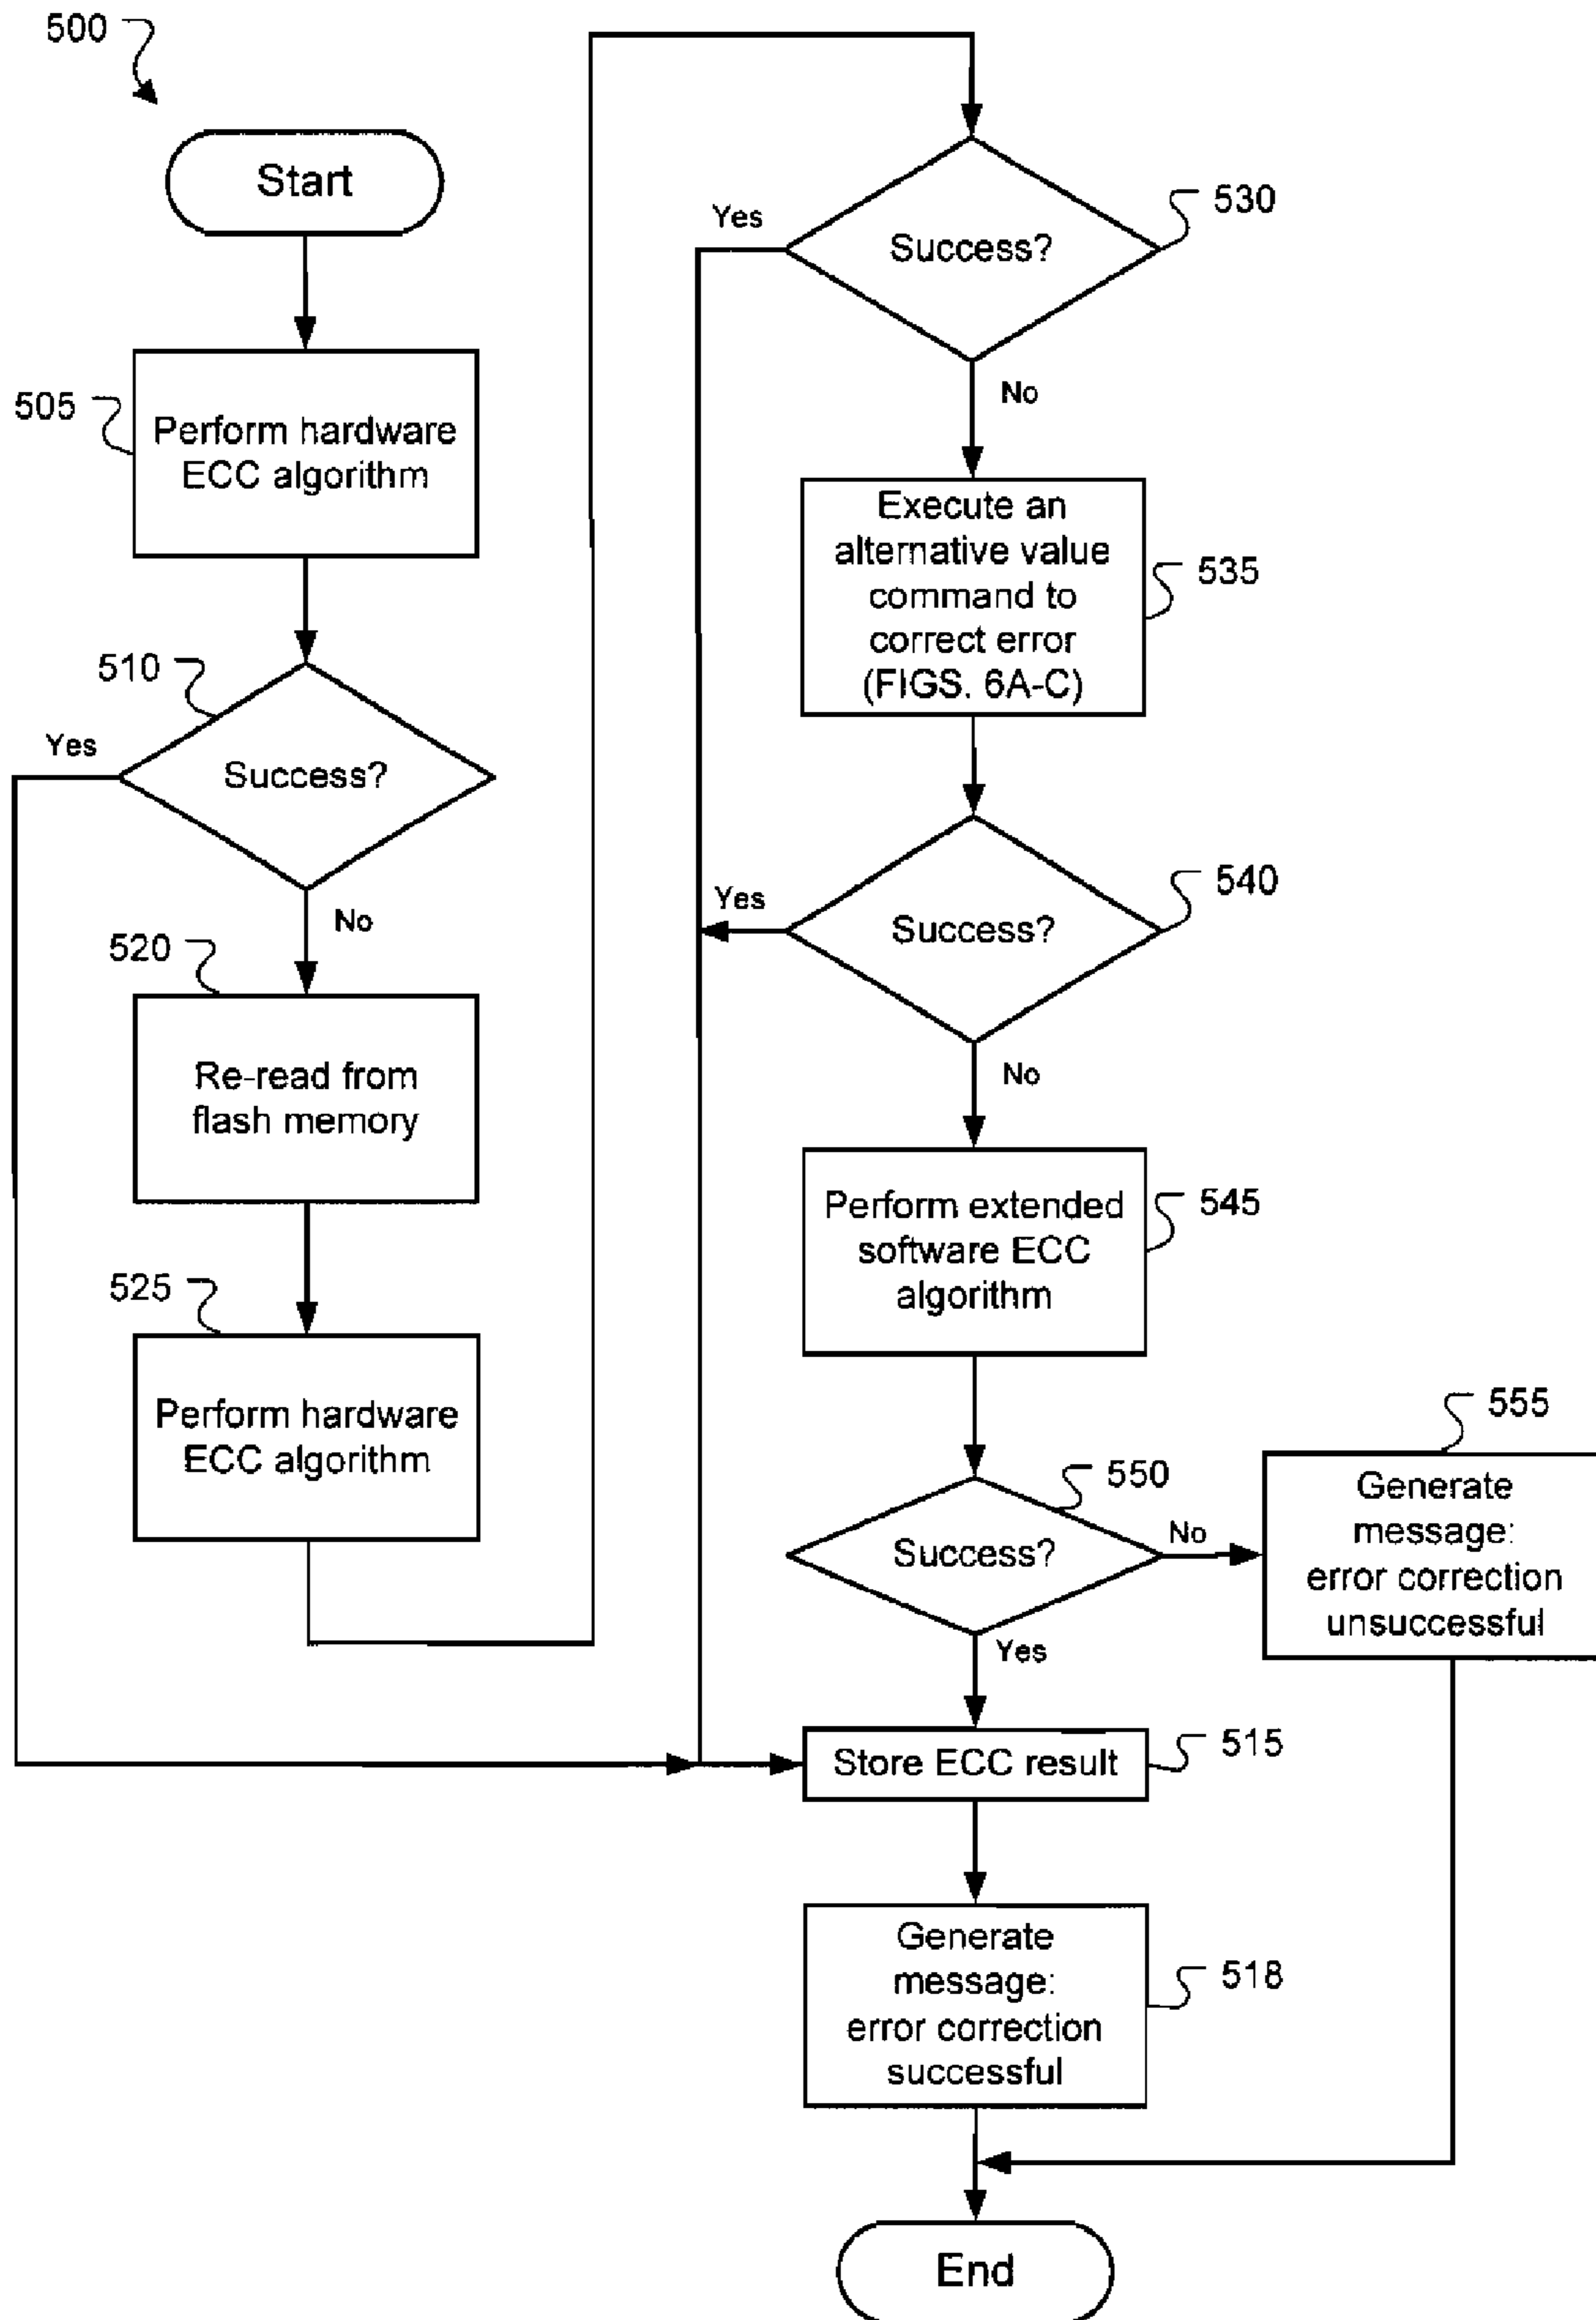 500
Start
505
Perform hardware
ECC algorithm
510
Yes
Success?
No
520
Re-read from
flash memory
525
Perform hardware
ECC algorithm
530
Yes
Success?
No
Execute an
alternative value
command to
correct error
(FIGS. 6A-C)
535
540
Yes
Success?
No
Perform extended
software ECC
algorithm
545
550
Success?
No
Yes
555
Generate
message:
error correction
unsuccessful
Store ECC result
515
Generate
message:
error correction
successful
518
End